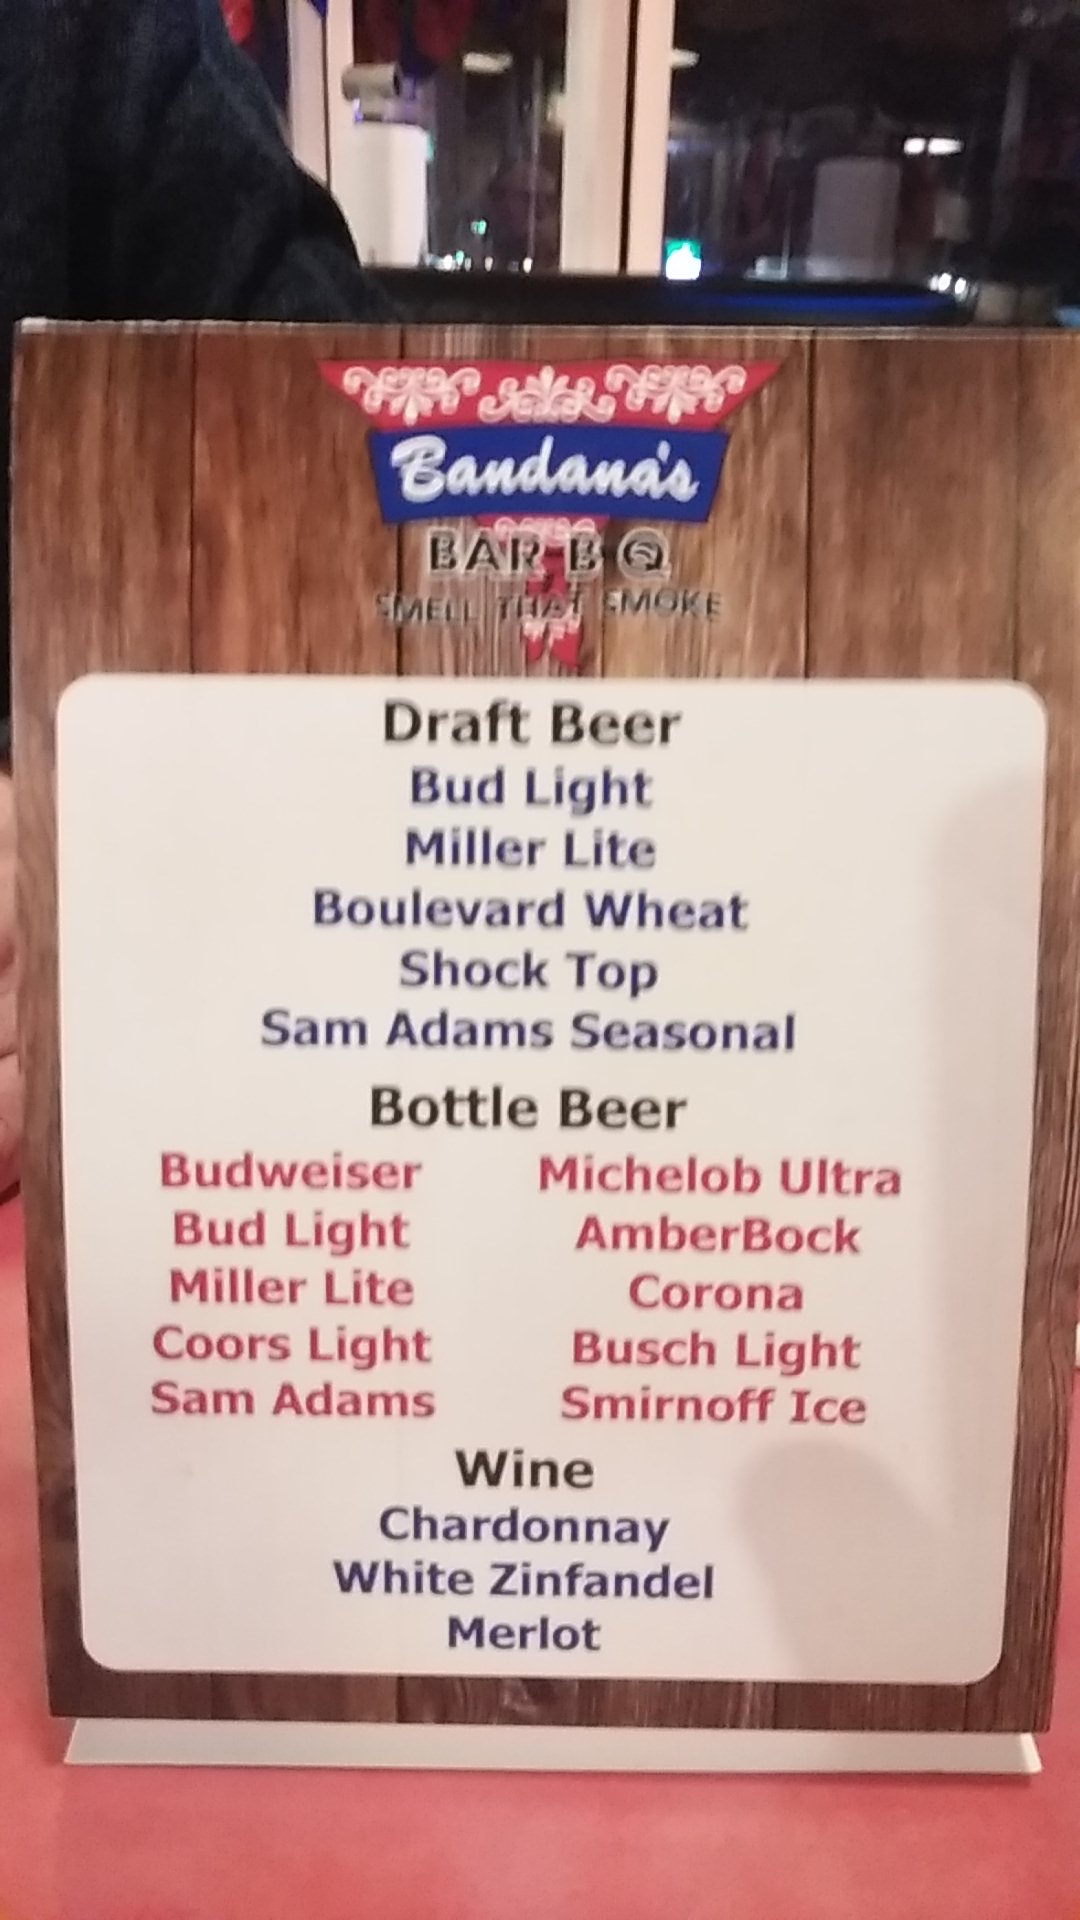 Bandana's
BAR-B-Q
SMELL THAT SMOKE
Draft Beer
Bud Light
Miller Lite
Boulevard Wheat
Shock Top
Sam Adams Seasonal
Bottle Beer
Budweiser
Bud Light
Miller Lite
Coors Light
Sam Adams
Michelob Ultra
AmberBock
Corona
Busch Light
Smirnoff Ice
Wine
Chardonnay
White Zinfandel
Merlot